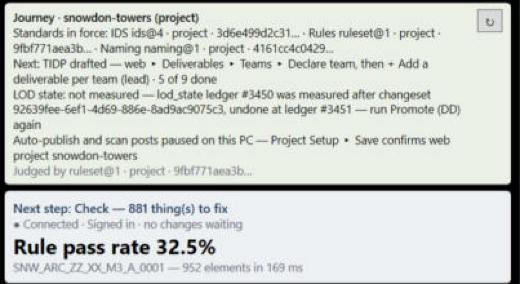 Journey · snowdon-towers (project)
Standards in force: IDS ids@4 · project · 3d6e499d2c31... · Rules ruleset@1 · project ·
9fbf771aea3b... · Naming naming@1 · project · 4161cc4c0429...
Next: TIDP drafted — web • Deliverables • Teams • Declare team, then + Add a
deliverable per team (lead) · 5 of 9 done
LOD state: not measured — lod_state ledger #3450 was measured after changeset
92639fee-6ef1-4d69-886e-8ad9ac9075c3, undone at ledger #3451 — run Promote (DD)
again
Auto-publish and scan posts paused on this PC — Project Setup • Save confirms web
project snowdon-towers
Judged by ruleset@1 · project · 9fbf771aea3b...
Next step: Check — 881 thing(s) to fix
● Connected · Signed in · no changes waiting
Rule pass rate 32.5%
SNW_ARC_ZZ_XX_M3_A_0001 — 952 elements in 169 ms